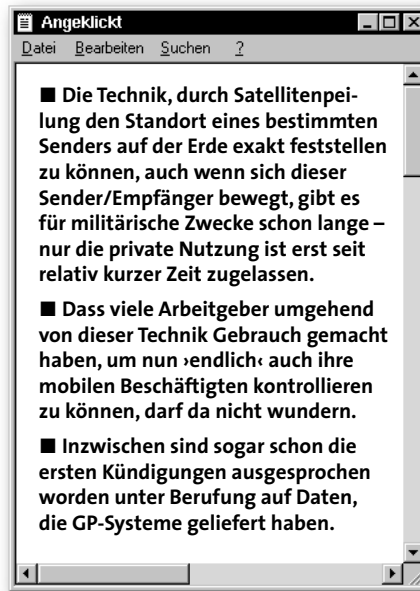 Angeklickt
Datei Bearbeiten Suchen ?
■ Die Technik, durch Satellitenpei-
lung den Standort eines bestimmten
Senders auf der Erde exakt feststellen
zu können, auch wenn sich dieser
Sender/Empfänger bewegt, gibt es
für militärische Zwecke schon lange –
nur die private Nutzung ist erst seit
relativ kurzer Zeit zugelassen.
■ Dass viele Arbeitgeber umgehend
von dieser Technik Gebrauch gemacht
haben, um nun ›endlich‹ auch ihre
mobilen Beschäftigten kontrollieren
zu können, darf da nicht wundern.
■ Inzwischen sind sogar schon die
ersten Kündigungen ausgesprochen
worden unter Berufung auf Daten,
die GP-Systeme geliefert haben.